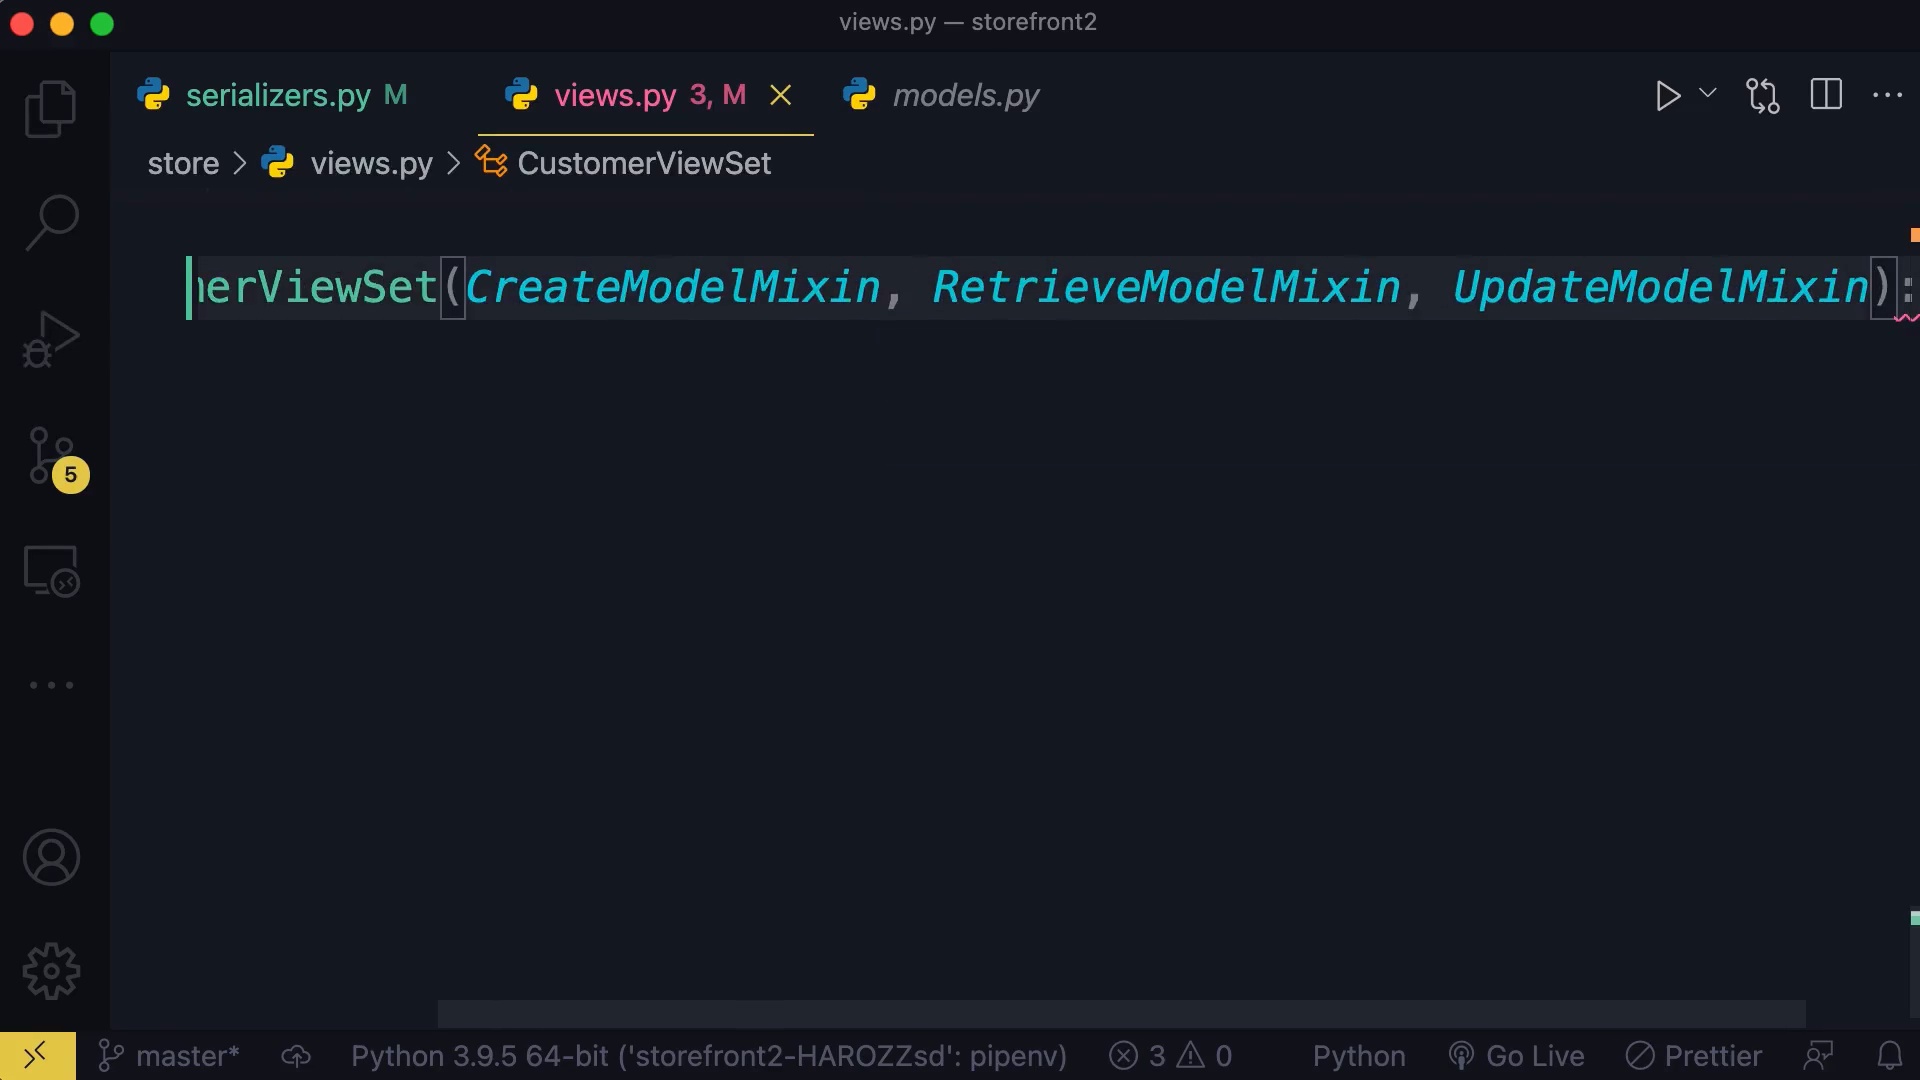 views.py — storefront2
serializers.py M
views.py 3, M
models.py
store > views.py > CustomerViewSet
merViewSet(CreateModelMixin, RetrieveModelMixin, UpdateModelMixin):
5
master*
Python 3.9.5 64-bit ('storefront2-HAROZZsd': pipenv)
3
0
Python
Go Live
Prettier